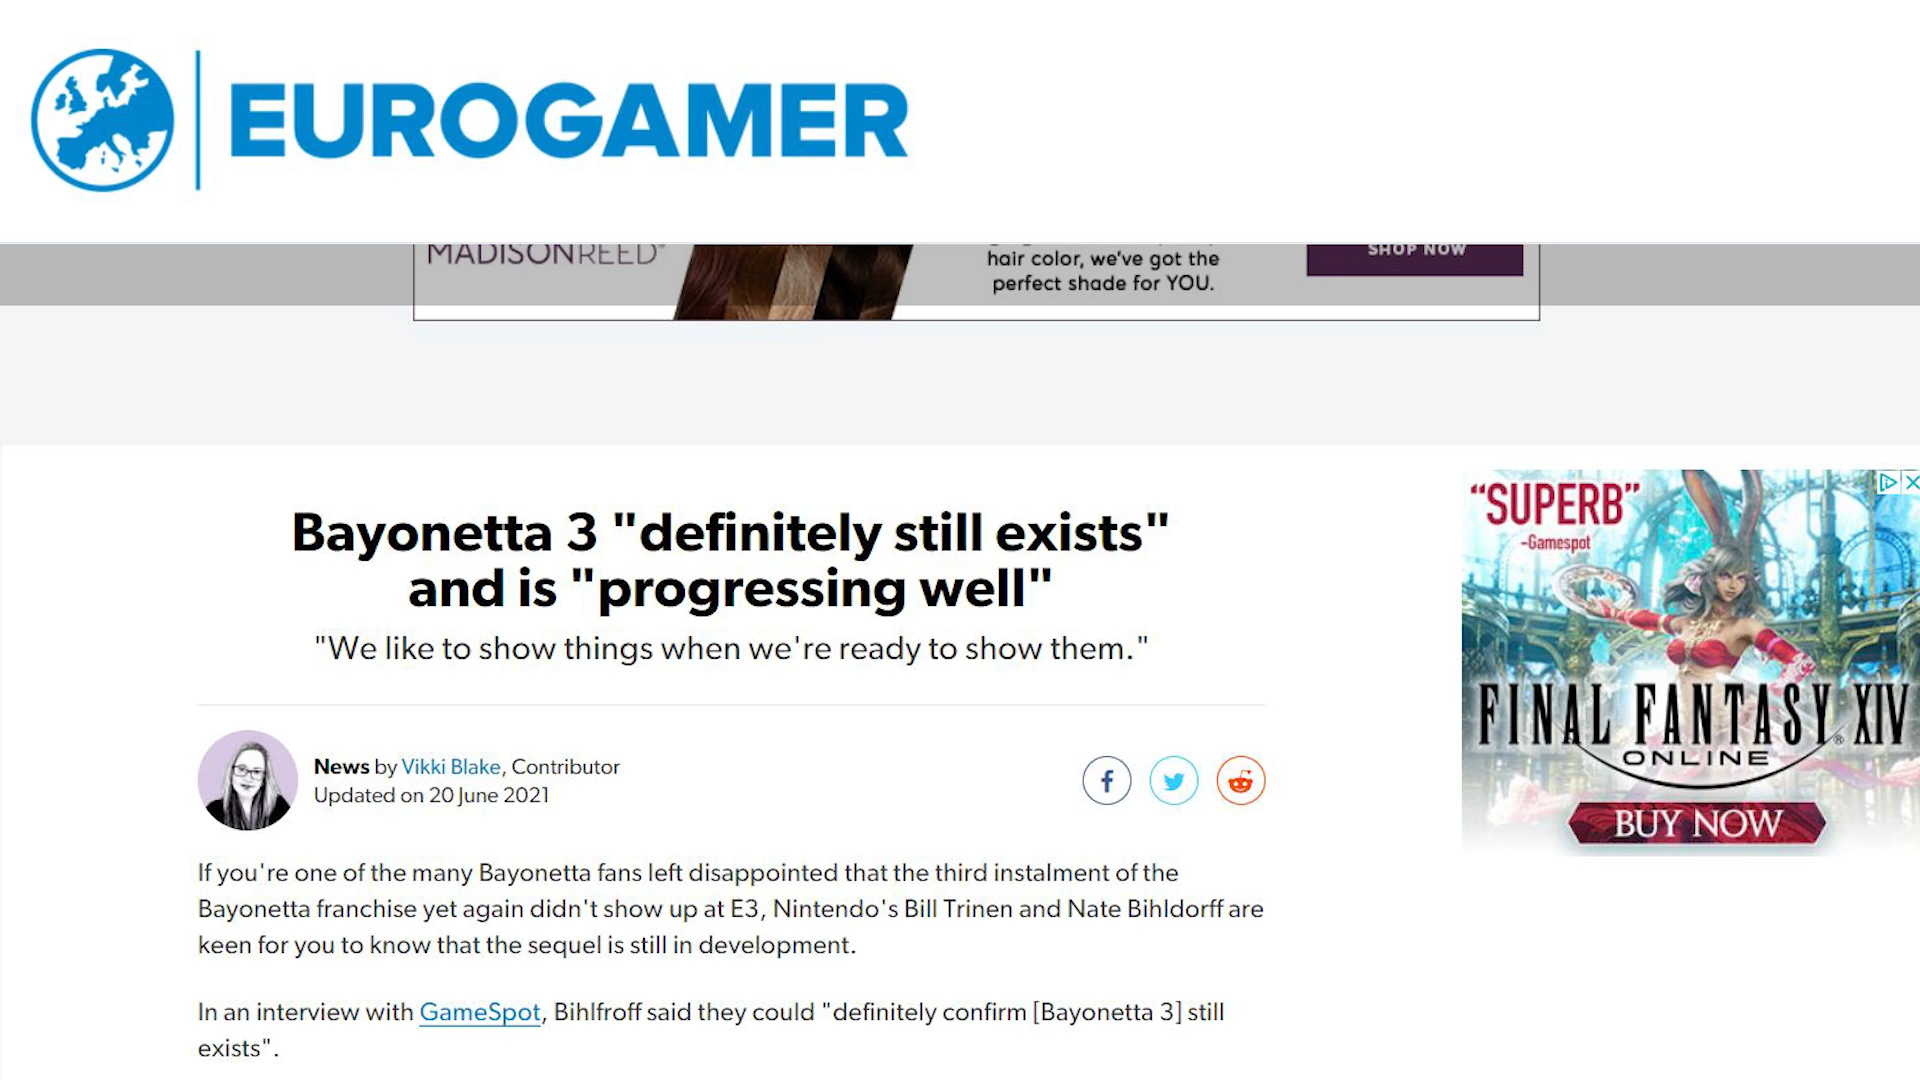 EUROGAMER
MADISONREED
hair color, we've got the
perfect shade for YOU.
SHOP NOW
Bayonetta 3 "definitely still exists"
and is "progressing well"
"We like to show things when we're ready to show them."
News by Vikki Blake, Contributor
Updated on 20 June 2021
If you're one of the many Bayonetta fans left disappointed that the third instalment of the
Bayonetta franchise yet again didn't show up at E3, Nintendo's Bill Trinen and Nate Bihldorff are
keen for you to know that the sequel is still in development.
In an interview with GameSpot, Bihlfroff said they could "definitely confirm [Bayonetta 3] still
exists".
"SUPERB"
-Gamespot
FINAL FANTASY XIV
ONLINE
BUY NOW